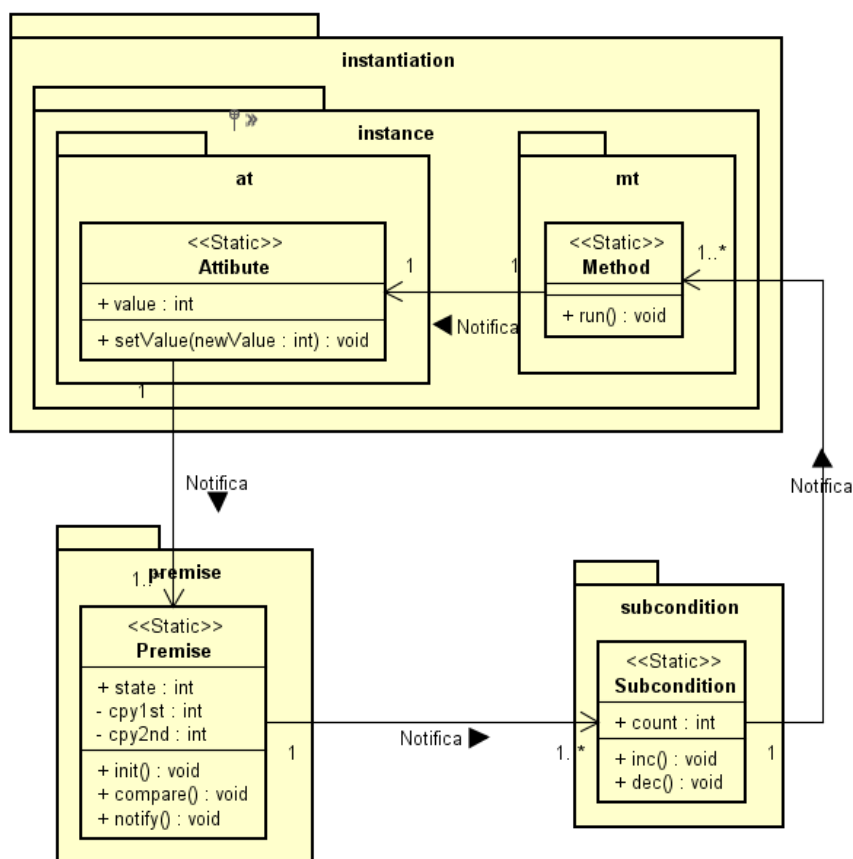 instantiation
instance
at
mt
<<Static>>
Attibute
+ value : int
+ setValue(newValue : int) : void
<<Static>>
Method
+ run() : void
1
1
1..*
Notifica
1
Notifica
Notifica
premise
1..*
<<Static>>
Premise
+ state : int
- cpy1st : int
- cpy2nd : int
+ init() : void
+ compare() : void
+ notify() : void
1
Notifica
1..*
subcondition
<<Static>>
Subcondition
+ count : int
+ inc() : void
+ dec() : void
1